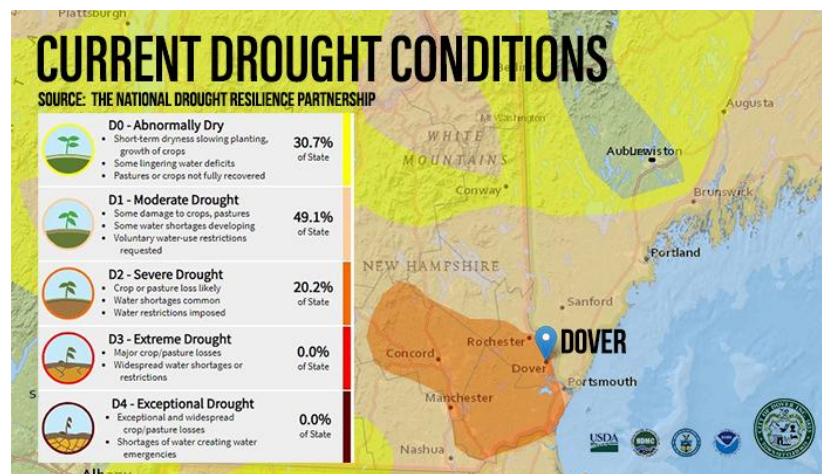 Plattsburgh
CURRENT DROUGHT CONDITIONS
SOURCE: THE NATIONAL DROUGHT RESILIENCE PARTNERSHIP
D0 - Abnormally Dry
• Short-term dryness slowing planting,
growth of crops
• Some lingering water deficits
• Pastures or crops not fully recovered
30.7%
of State
D1 - Moderate Drought
• Some damage to crops, pastures
• Some water shortages developing
• Voluntary water-use restrictions
requested
49.1%
of State
D2 - Severe Drought
• Crop or pasture loss likely
• Water shortages common
• Water restrictions imposed
20.2%
of State
D3 - Extreme Drought
• Major crop/pasture losses
• Widespread water shortages or
restrictions
0.0%
of State
D4 - Exceptional Drought
• Exceptional and widespread
crop/pasture losses
• Shortages of water creating water
emergencies
0.0%
of State
Mt Washington
Augusta
WHITE
MOUNTAINS
Lewiston
Conway
Brunswick
Portland
NEW HAMPSHIRE
Sanford
Rochester
DOVER
Concord
Dover
Portsmouth
Manchester
Nashua
Albany
USDA
NDMC